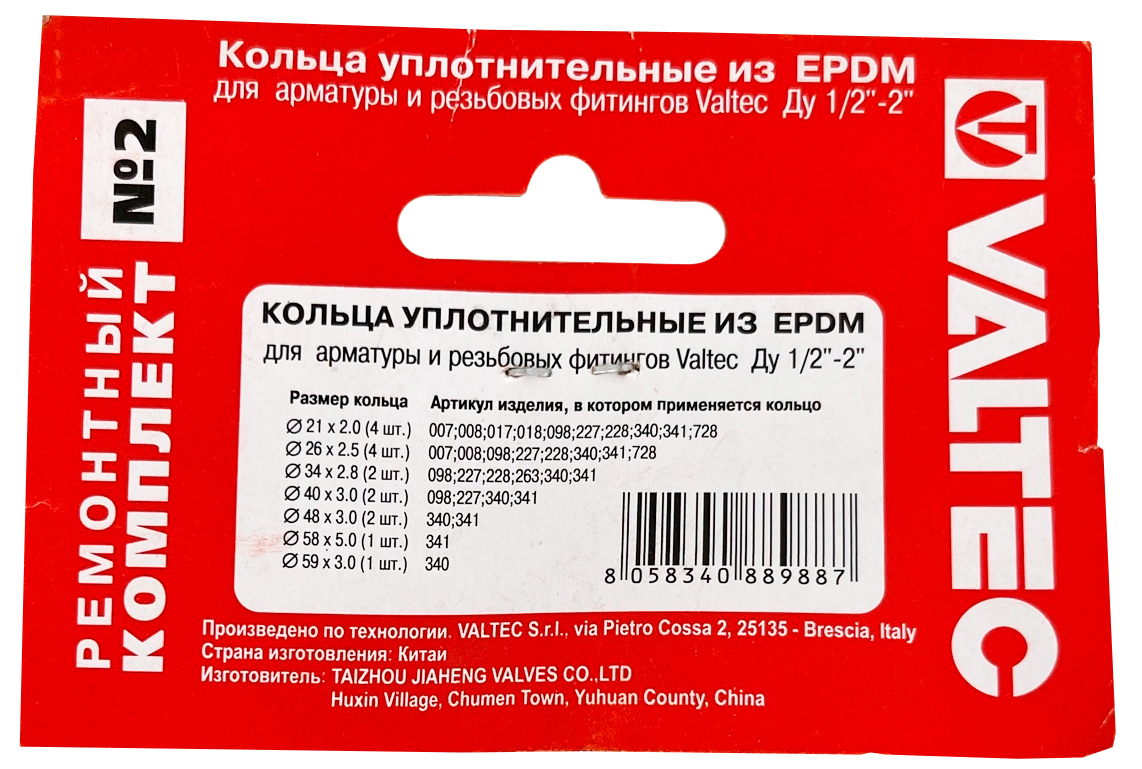 Кольца уплотнительные из EPDM
для арматуры и резьбовых фитингов Valtec Ду 1/2"-2"
РЕМОНТНЫЙ
КОМПЛЕКТ №2
VALTEC
КОЛЬЦА УПЛОТНИТЕЛЬНЫЕ ИЗ EPDM
для арматуры и резьбовых фитингов Valtec Ду 1/2"-2"
Размер кольца Артикул изделия, в котором применяется кольцо
∅ 21 x 2.0 (4 шт.) 007;008;017;018;098;227;228;340;341;728
∅ 26 x 2.5 (4 шт.) 007;008;098;227;228;340;341;728
∅ 34 x 2.8 (2 шт.) 098;227;228;263;340;341
∅ 40 x 3.0 (2 шт.) 098;227;340;341
∅ 48 x 3.0 (2 шт.) 340;341
∅ 58 x 5.0 (1 шт.) 341
∅ 59 x 3.0 (1 шт.) 340
8 058340 889887
Произведено по технологии. VALTEC S.r.l., via Pietro Cossa 2, 25135 - Brescia, Italy
Страна изготовления: Китай
Изготовитель: TAIZHOU JIAHENG VALVES CO.,LTD
Huxin Village, Chumen Town, Yuhuan County, China